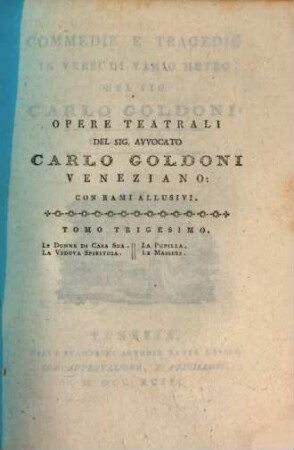 COMMEDIE E TRAGEDIE
IN VERSI DI VARIO METRO
DEL SIG.
CARLO GOLDONI
OPERE TEATRALI
DEL SIG. AVVOCATO
CARLO GOLDONI
VENEZIANO:
CON RAMI ALLUSIVI.
TOMO TRIGESIMO.
LE DONNE DI CASA SOA. || LA PUPILLA.
LA VEDOVA SPIRITOSA. || LE MASSERE.
VENEZIA,